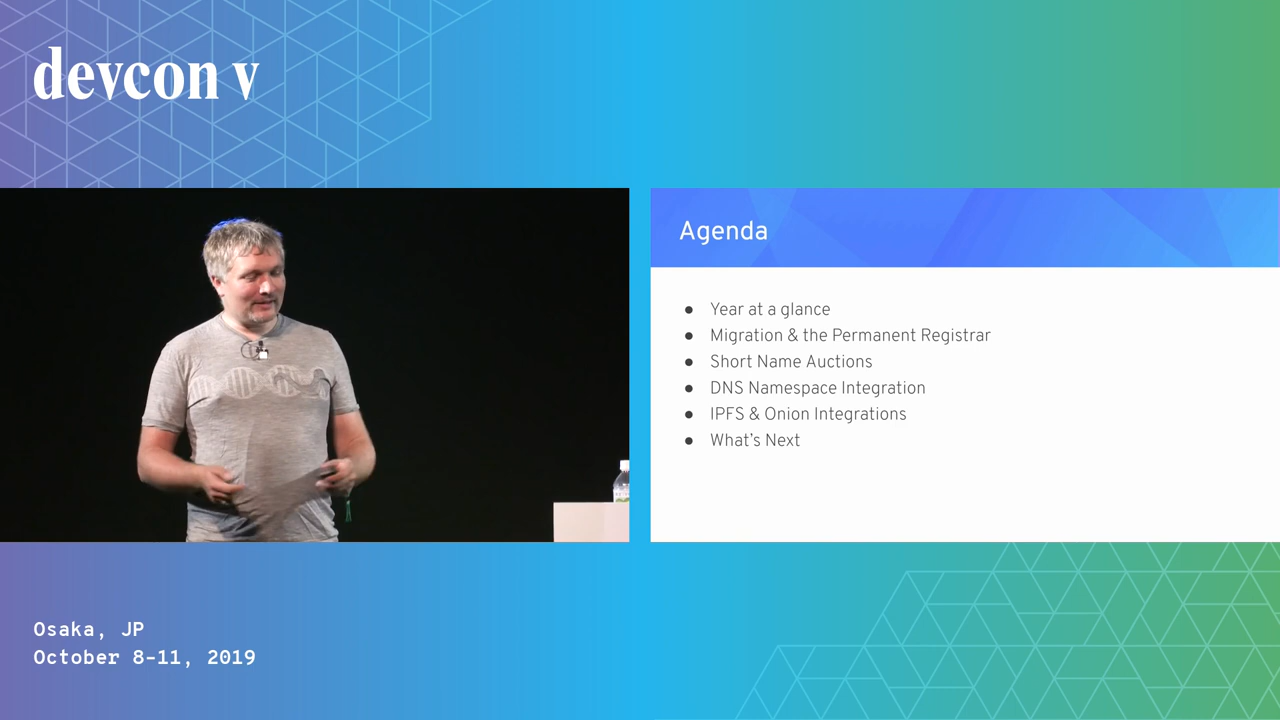 devcon v
Agenda
● Year at a glance
● Migration & the Permanent Registrar
● Short Name Auctions
● DNS Namespace Integration
● IPFS & Onion Integrations
● What’s Next
Osaka, JP
October 8-11, 2019